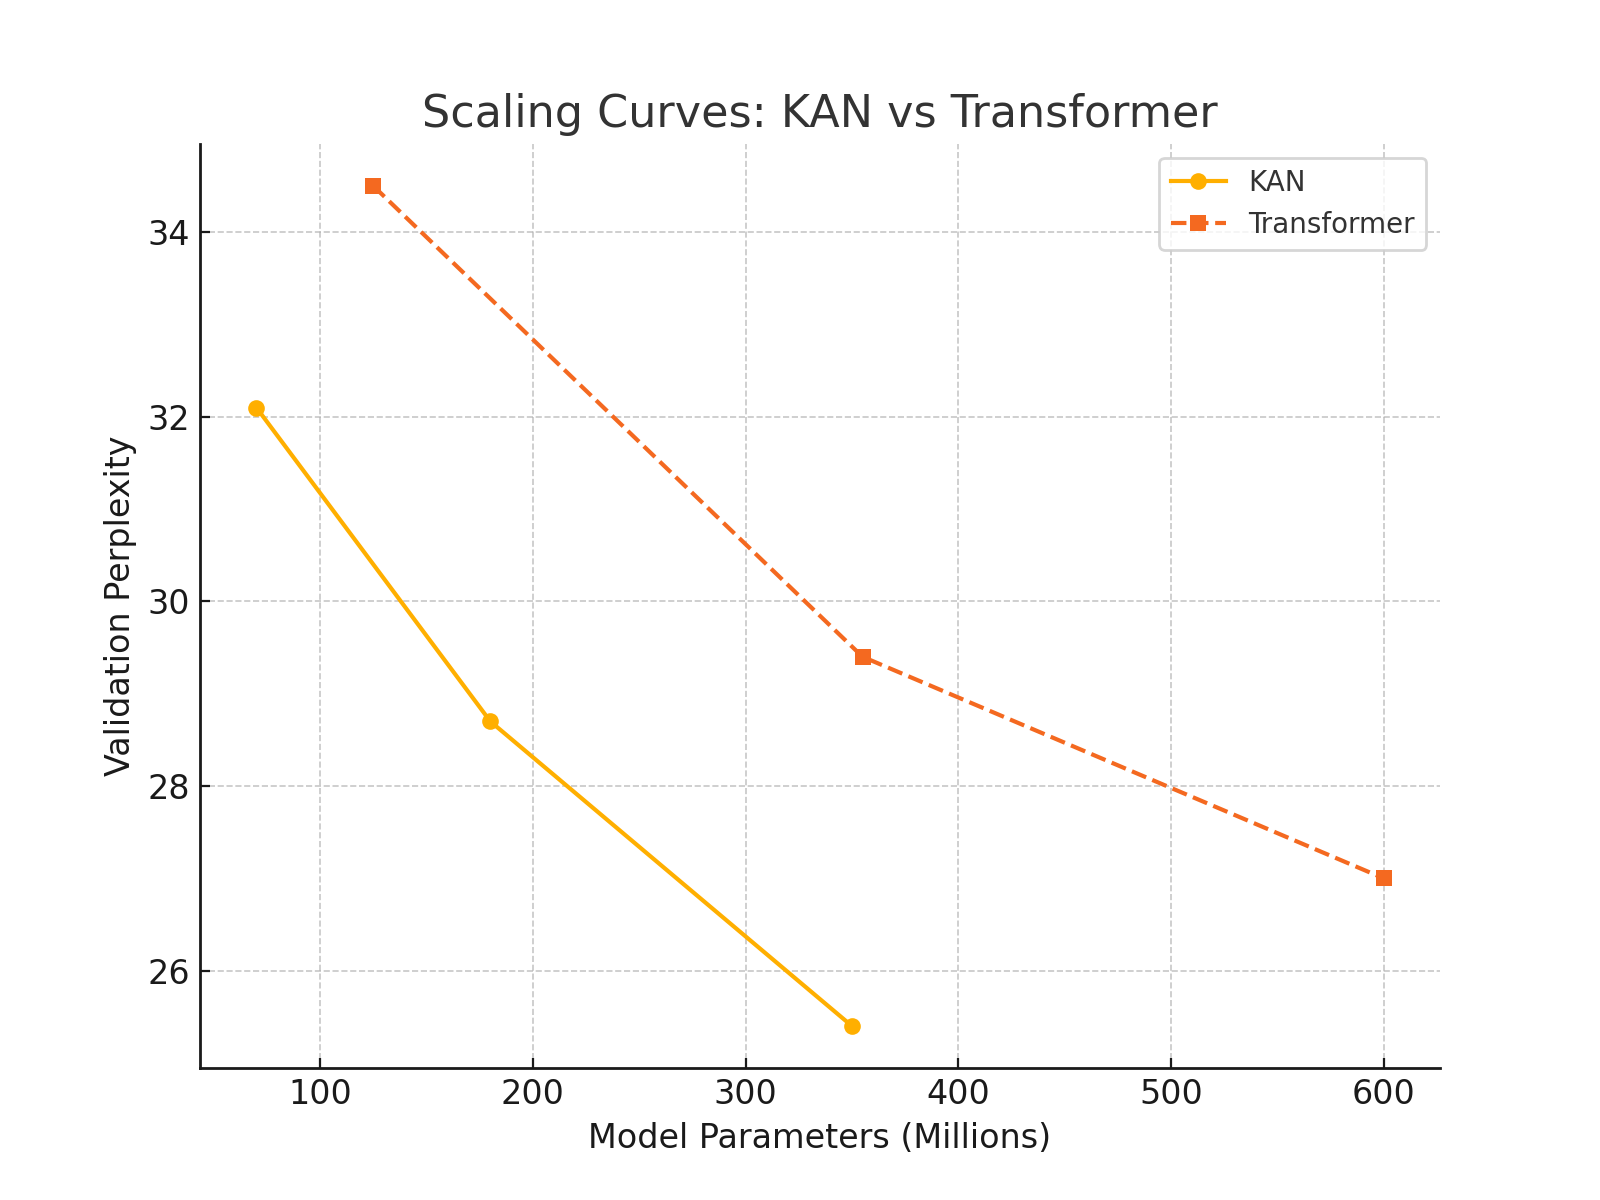 Scaling Curves: KAN vs Transformer
KAN
Transformer
34
32
30
28
26
Validation Perplexity
100 200 300 400 500 600
Model Parameters (Millions)